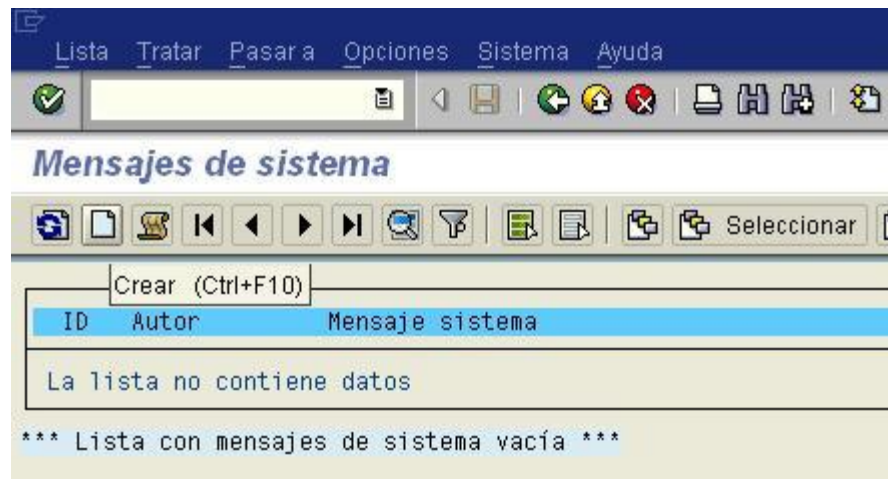 Lista Tratar Pasar a Opciones Sistema Ayuda
Mensajes de sistema
Seleccionar
Crear (Ctrl+F10)
ID Autor Mensaje sistema
La lista no contiene datos
*** Lista con mensajes de sistema vacía ***